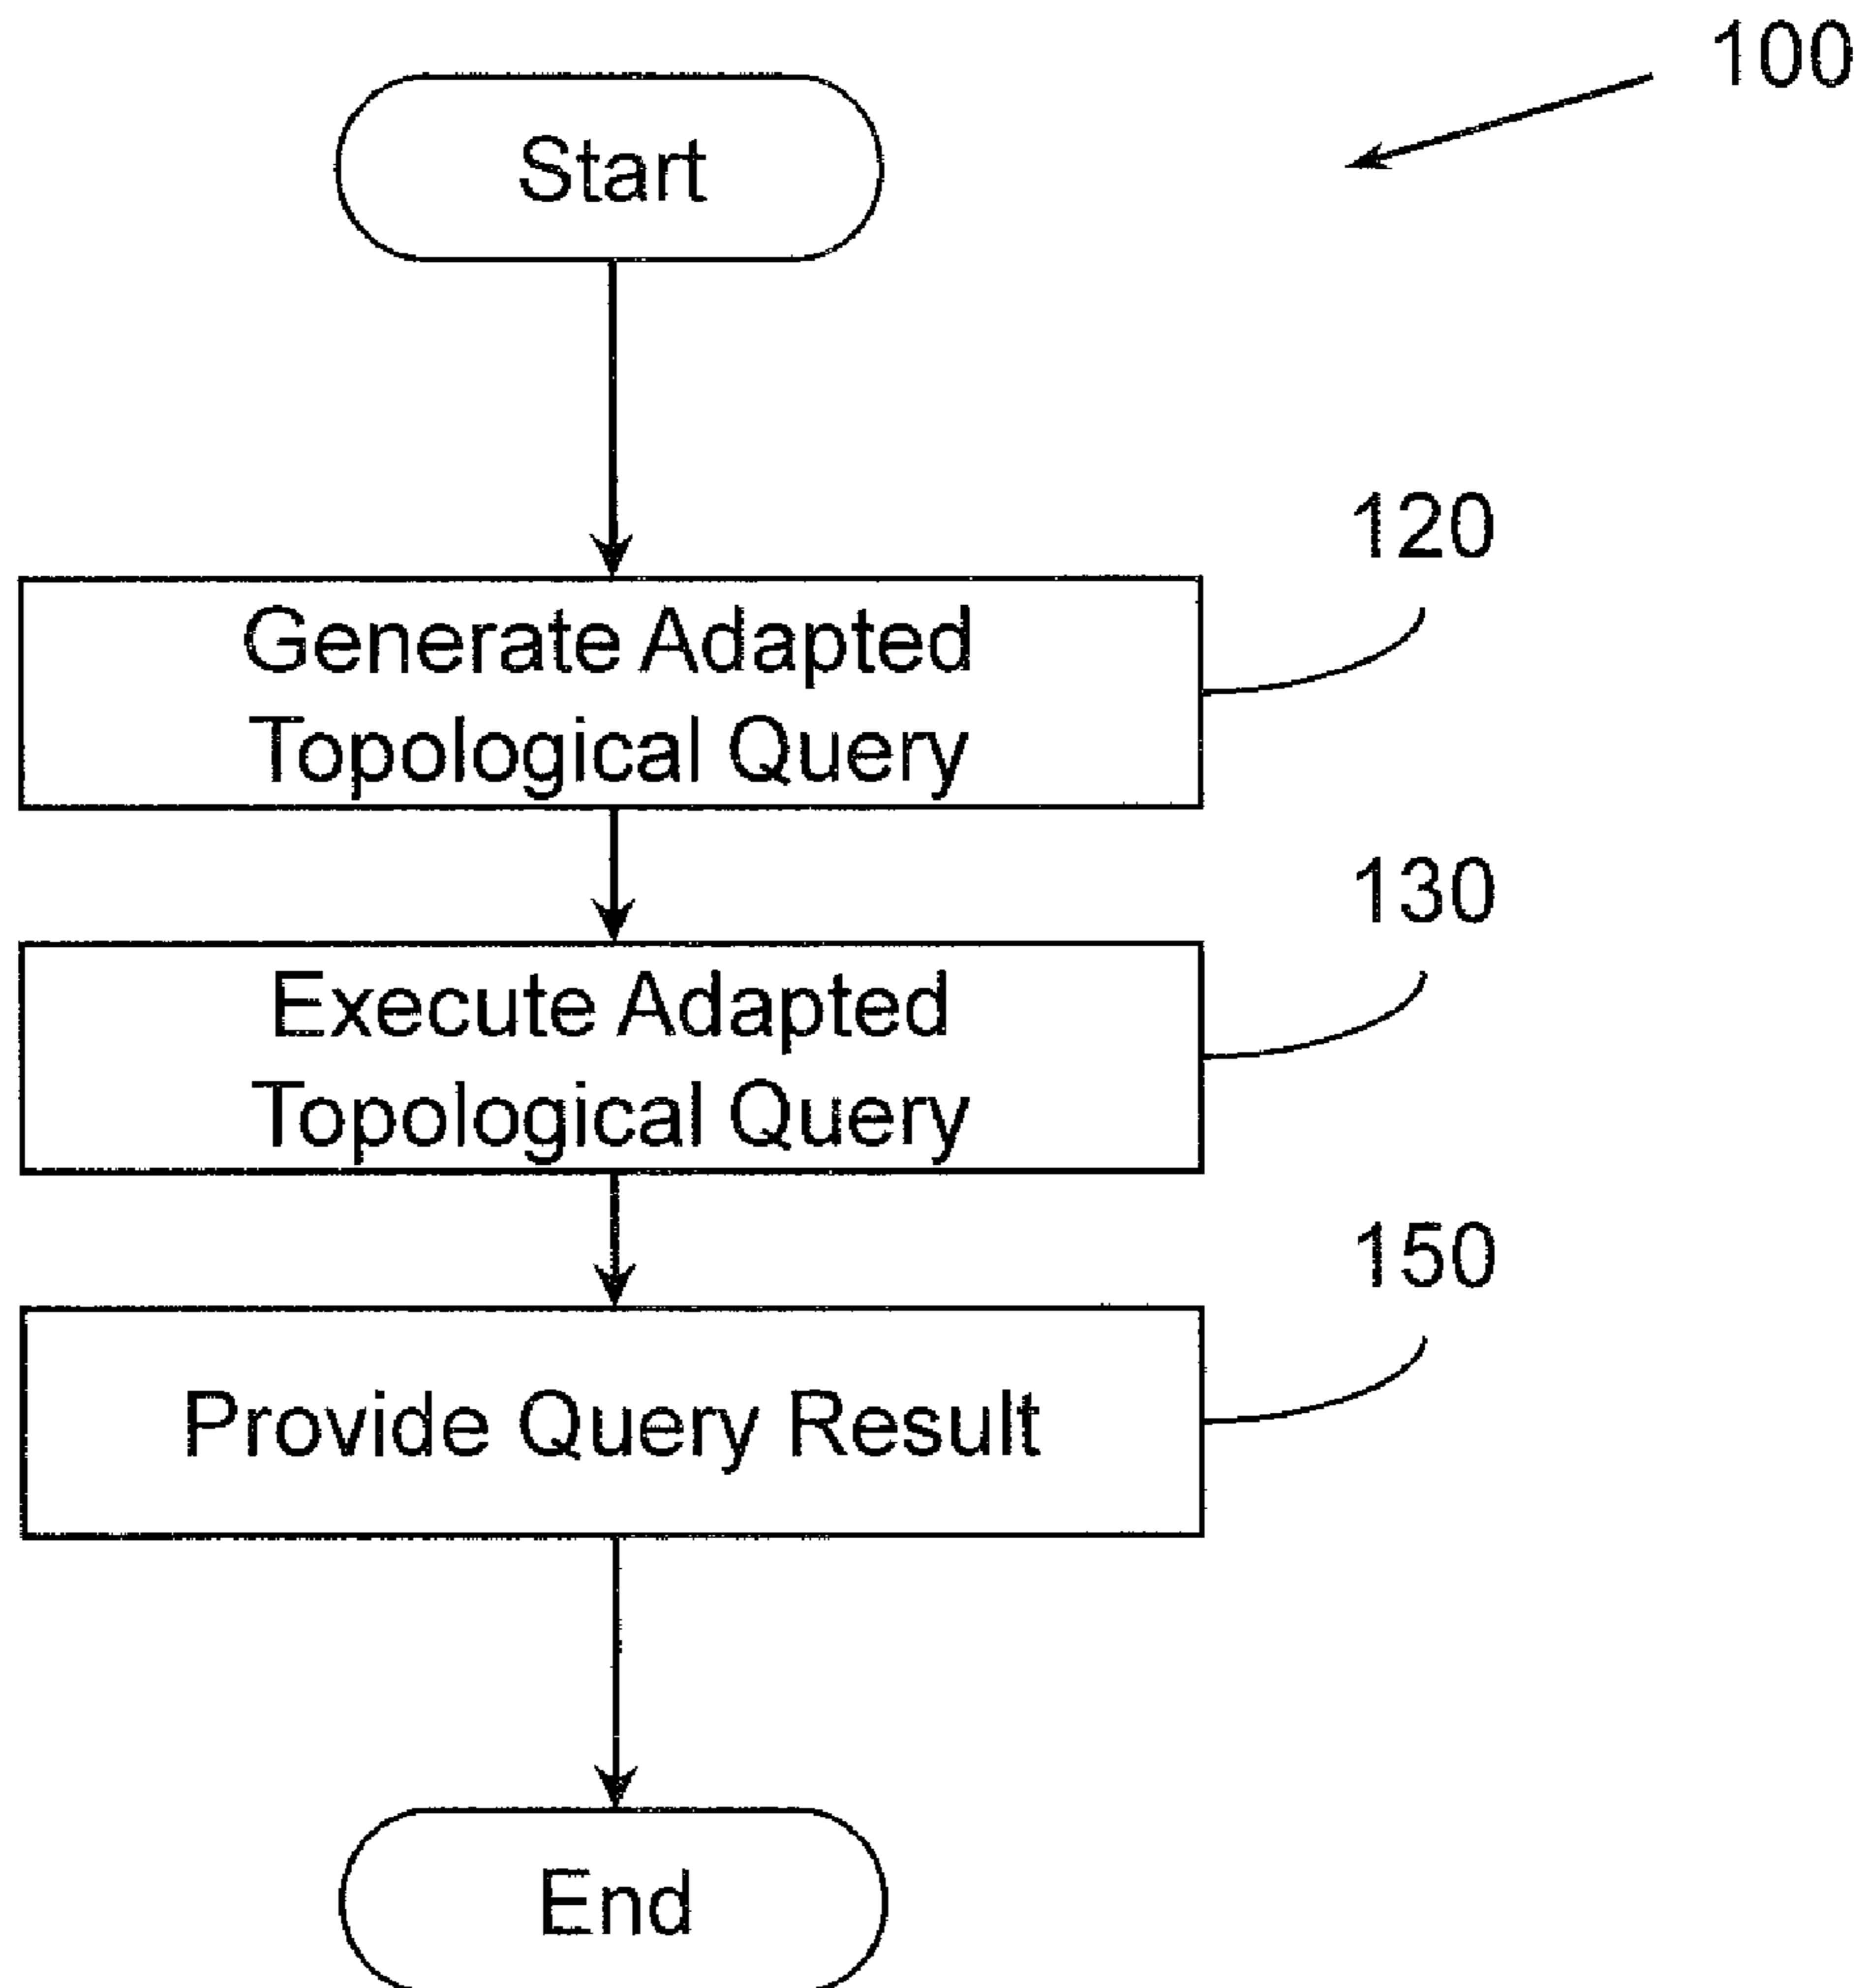 100
Start
120
Generate Adapted
Topological Query
130
Execute Adapted
Topological Query
150
Provide Query Result
End